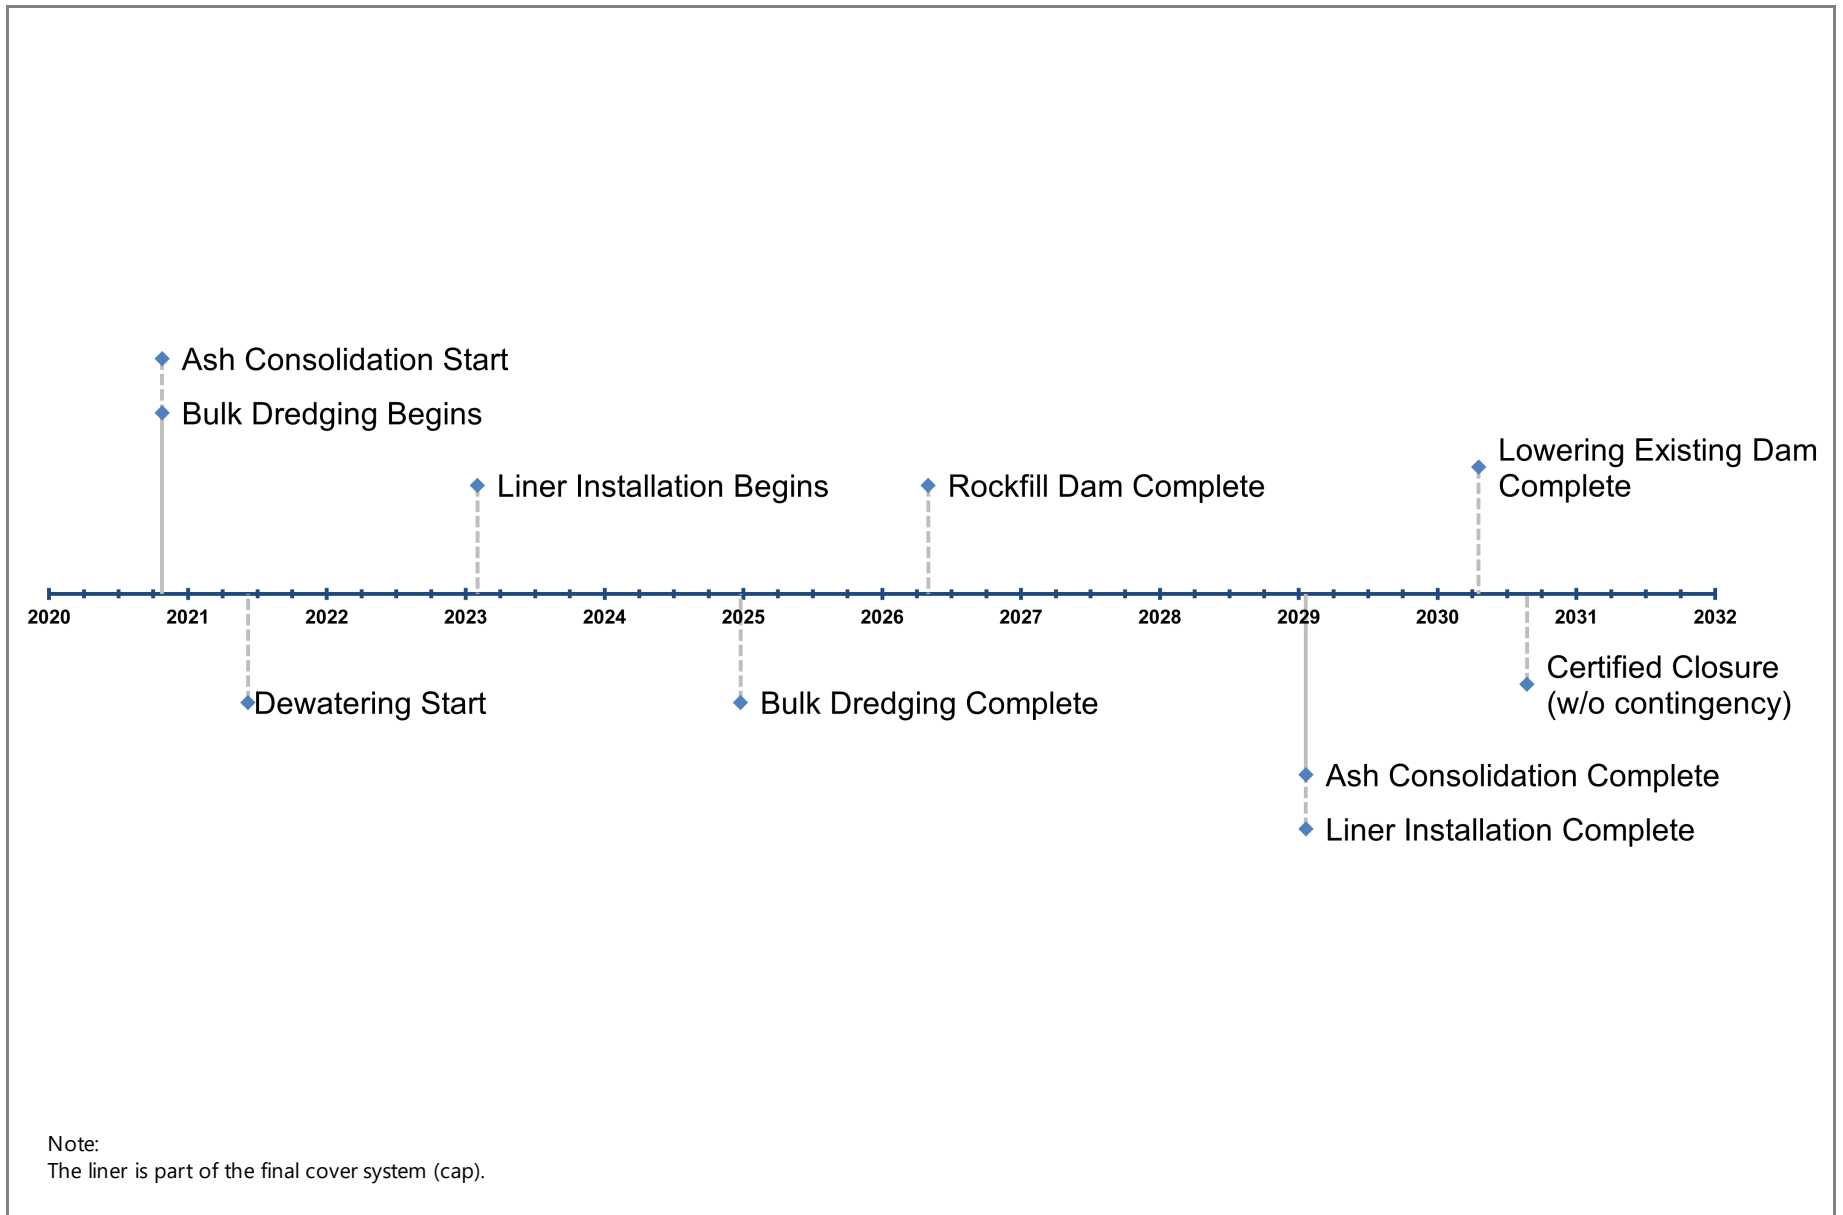 Ash Consolidation Start
Bulk Dredging Begins
Lowering Existing Dam
Complete
Liner Installation Begins
Rockfill Dam Complete
2020 2021 2022 2023 2024 2025 2026 2027 2028 2029 2030 2031 2032
Certified Closure
(w/o contingency)
Dewatering Start
Bulk Dredging Complete
Ash Consolidation Complete
Liner Installation Complete
Note:
The liner is part of the final cover system (cap).